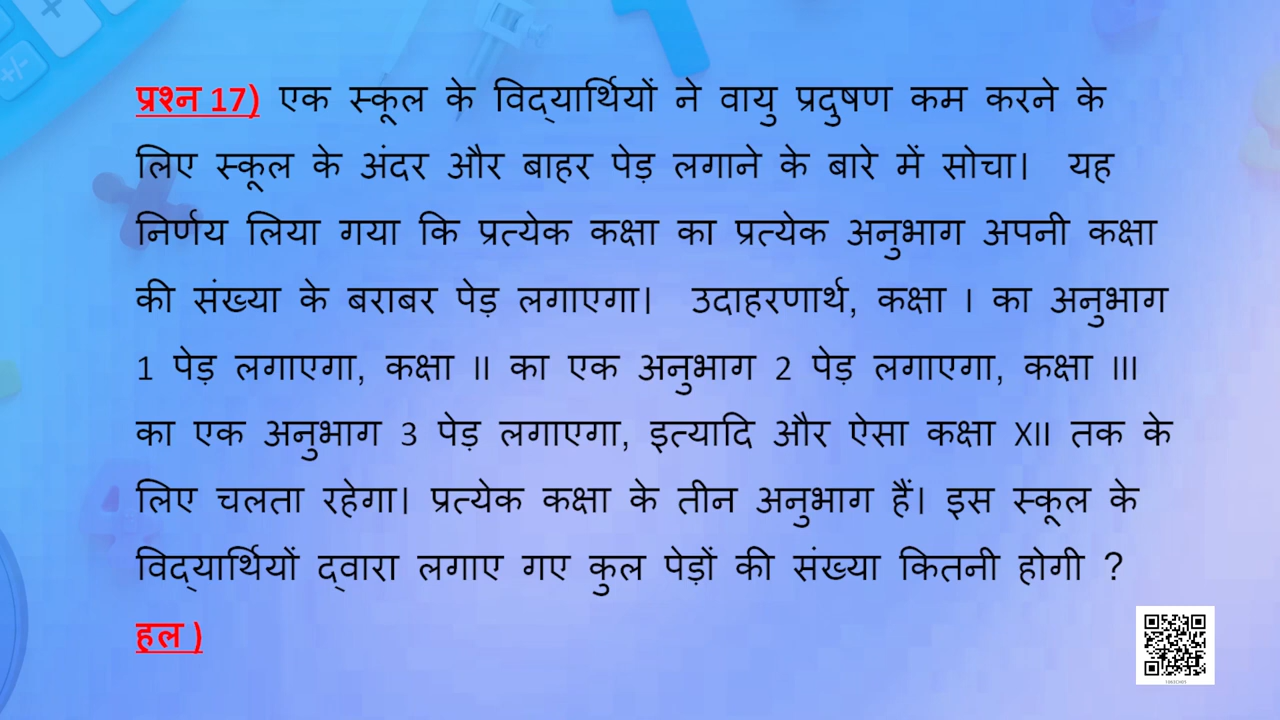 प्रश्न 17) एक स्कूल के विद्यार्थियों ने वायु प्रदुषण कम करने के
लिए स्कूल के अंदर और बाहर पेड़ लगाने के बारे में सोचा। यह
निर्णय लिया गया कि प्रत्येक कक्षा का प्रत्येक अनुभाग अपनी कक्षा
की संख्या के बराबर पेड़ लगाएगा। उदाहरणार्थ, कक्षा I का अनुभाग
1 पेड़ लगाएगा, कक्षा II का एक अनुभाग 2 पेड़ लगाएगा, कक्षा III
का एक अनुभाग 3 पेड़ लगाएगा, इत्यादि और ऐसा कक्षा XII तक के
लिए चलता रहेगा। प्रत्येक कक्षा के तीन अनुभाग हैं। इस स्कूल के
विद्यार्थियों द्वारा लगाए गए कुल पेड़ों की संख्या कितनी होगी ?
हल )